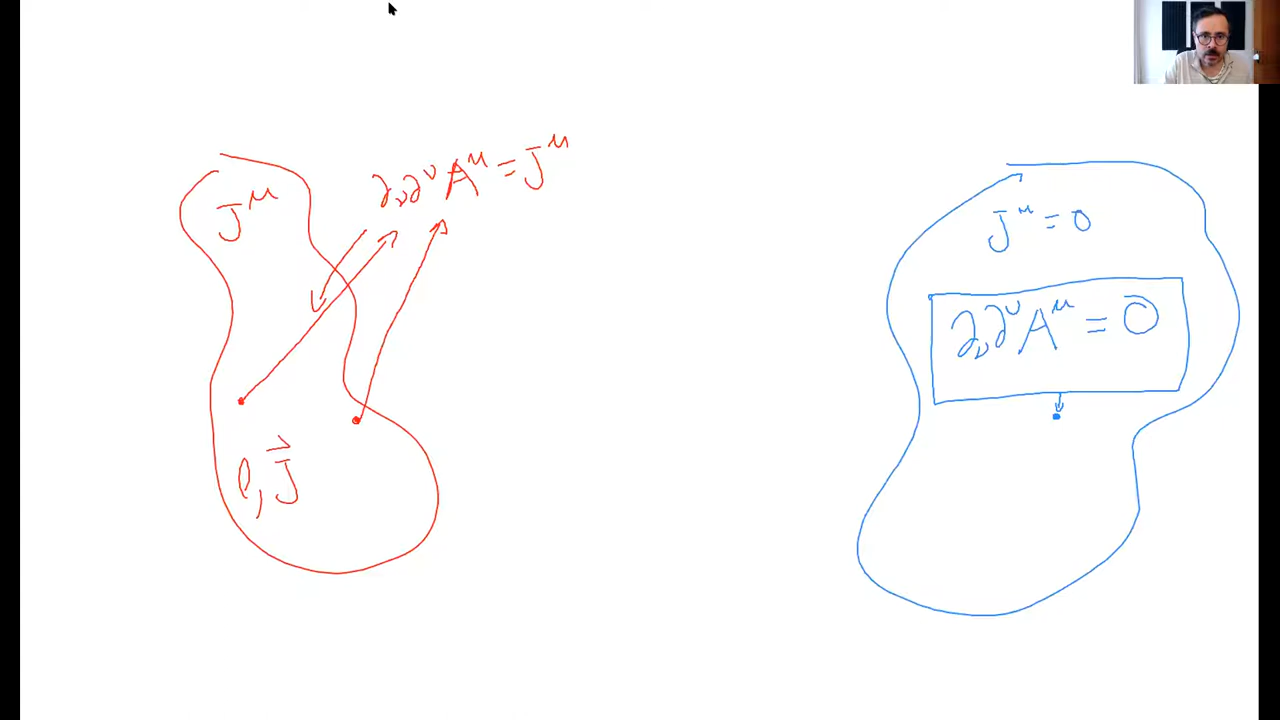 J^μ
∂_ν∂^ν A^μ = J^μ
ρ, J⃗
J^μ = 0
∂_ν∂^ν A^μ = 0